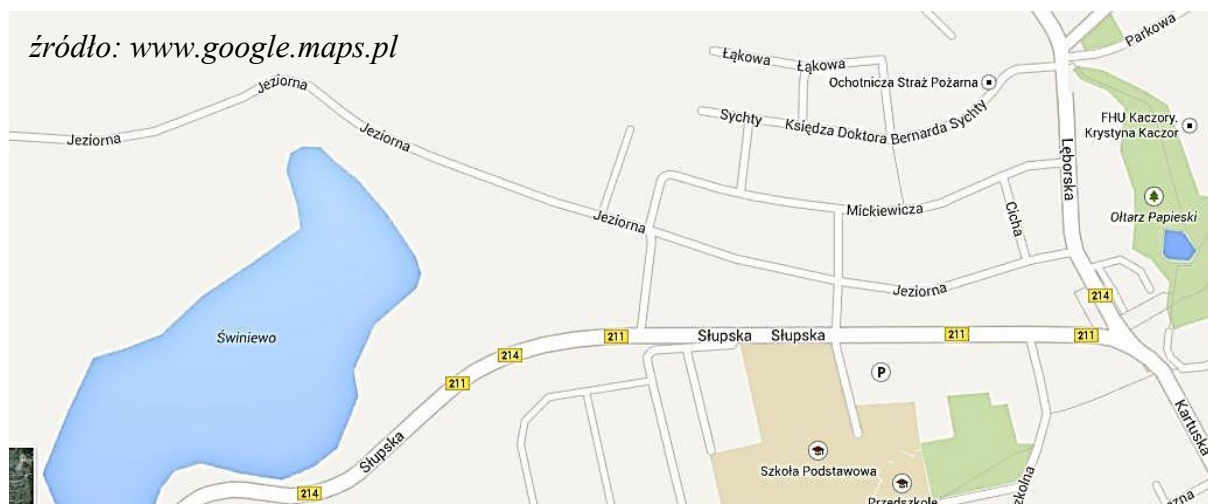 źródło: www.google.maps.pl
Parkowa
Łąkowa
Łąkowa
Ochotnicza Straż Pożarna
Jeziorna
Sychty
Księdza Doktora Bernarda Sychty
FHU Kaczory.
Krystyna Kaczor
Jeziorna
Jeziorna
Lęborska
Mickiewicza
Cicha
Ołtarz Papieski
Jeziorna
Jeziorna
214
Świniewo
211
Słupska
Słupska
211
211
214
211
P
Kartuska
Słupska
Szkoła Podstawowa
214
Przedszkole